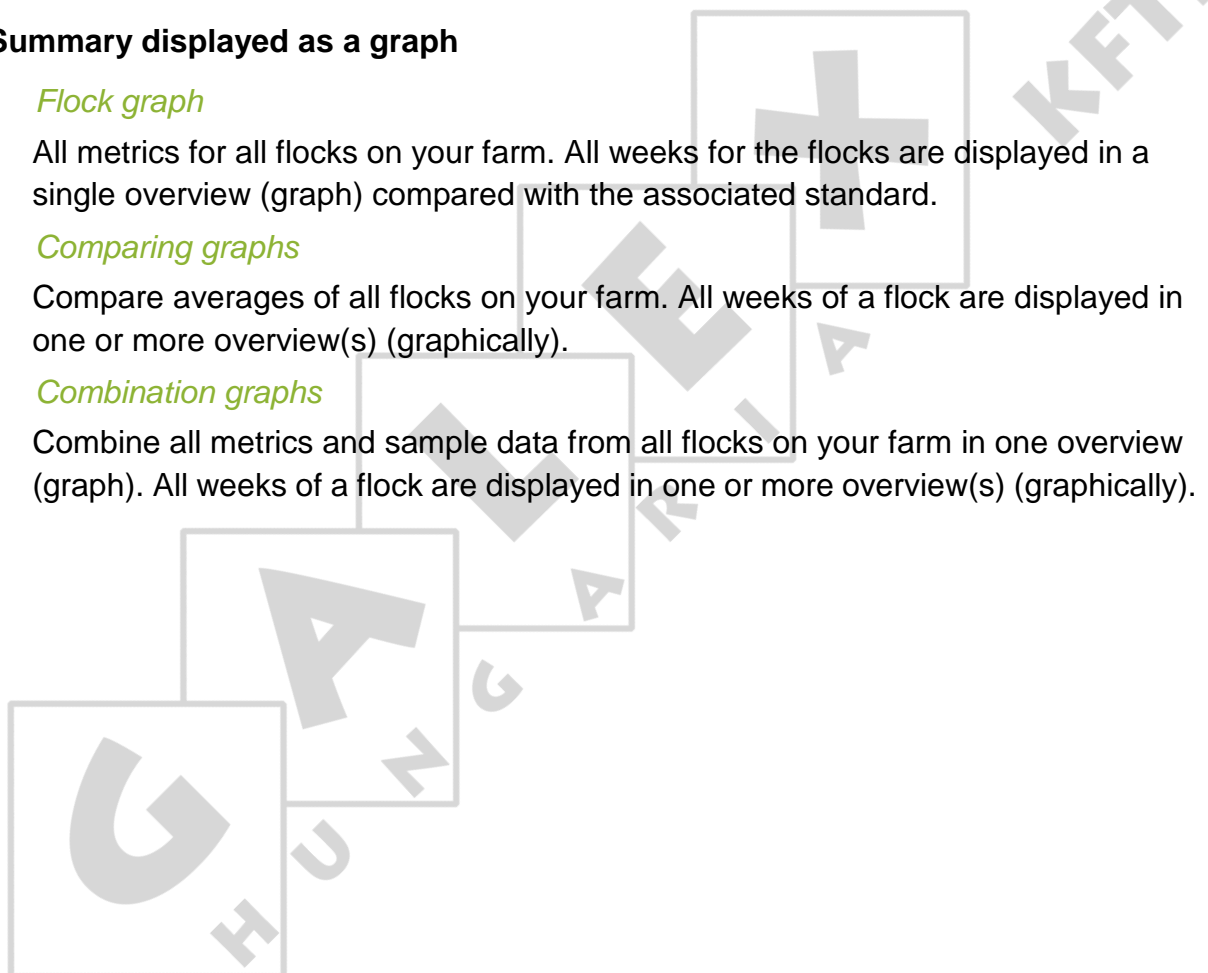 Summary displayed as a graph
Flock graph
All metrics for all flocks on your farm. All weeks for the flocks are displayed in a
single overview (graph) compared with the associated standard.
Comparing graphs
Compare averages of all flocks on your farm. All weeks of a flock are displayed in
one or more overview(s) (graphically).
Combination graphs
Combine all metrics and sample data from all flocks on your farm in one overview
(graph). All weeks of a flock are displayed in one or more overview(s) (graphically).
GALEX
HUNGARIA KFT